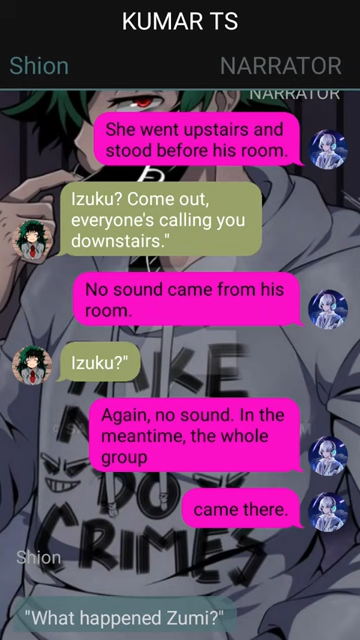 KUMAR TS
Shion
NARRATOR
NARRATOR
She went upstairs and
stood before his room.
Izuku? Come out,
everyone's calling you
downstairs."
No sound came from his
room.
Izuku?"
Again, no sound. In the
meantime, the whole
group
came there.
MAKE
DO
CRIMES
Shion
"What happened Zumi?"